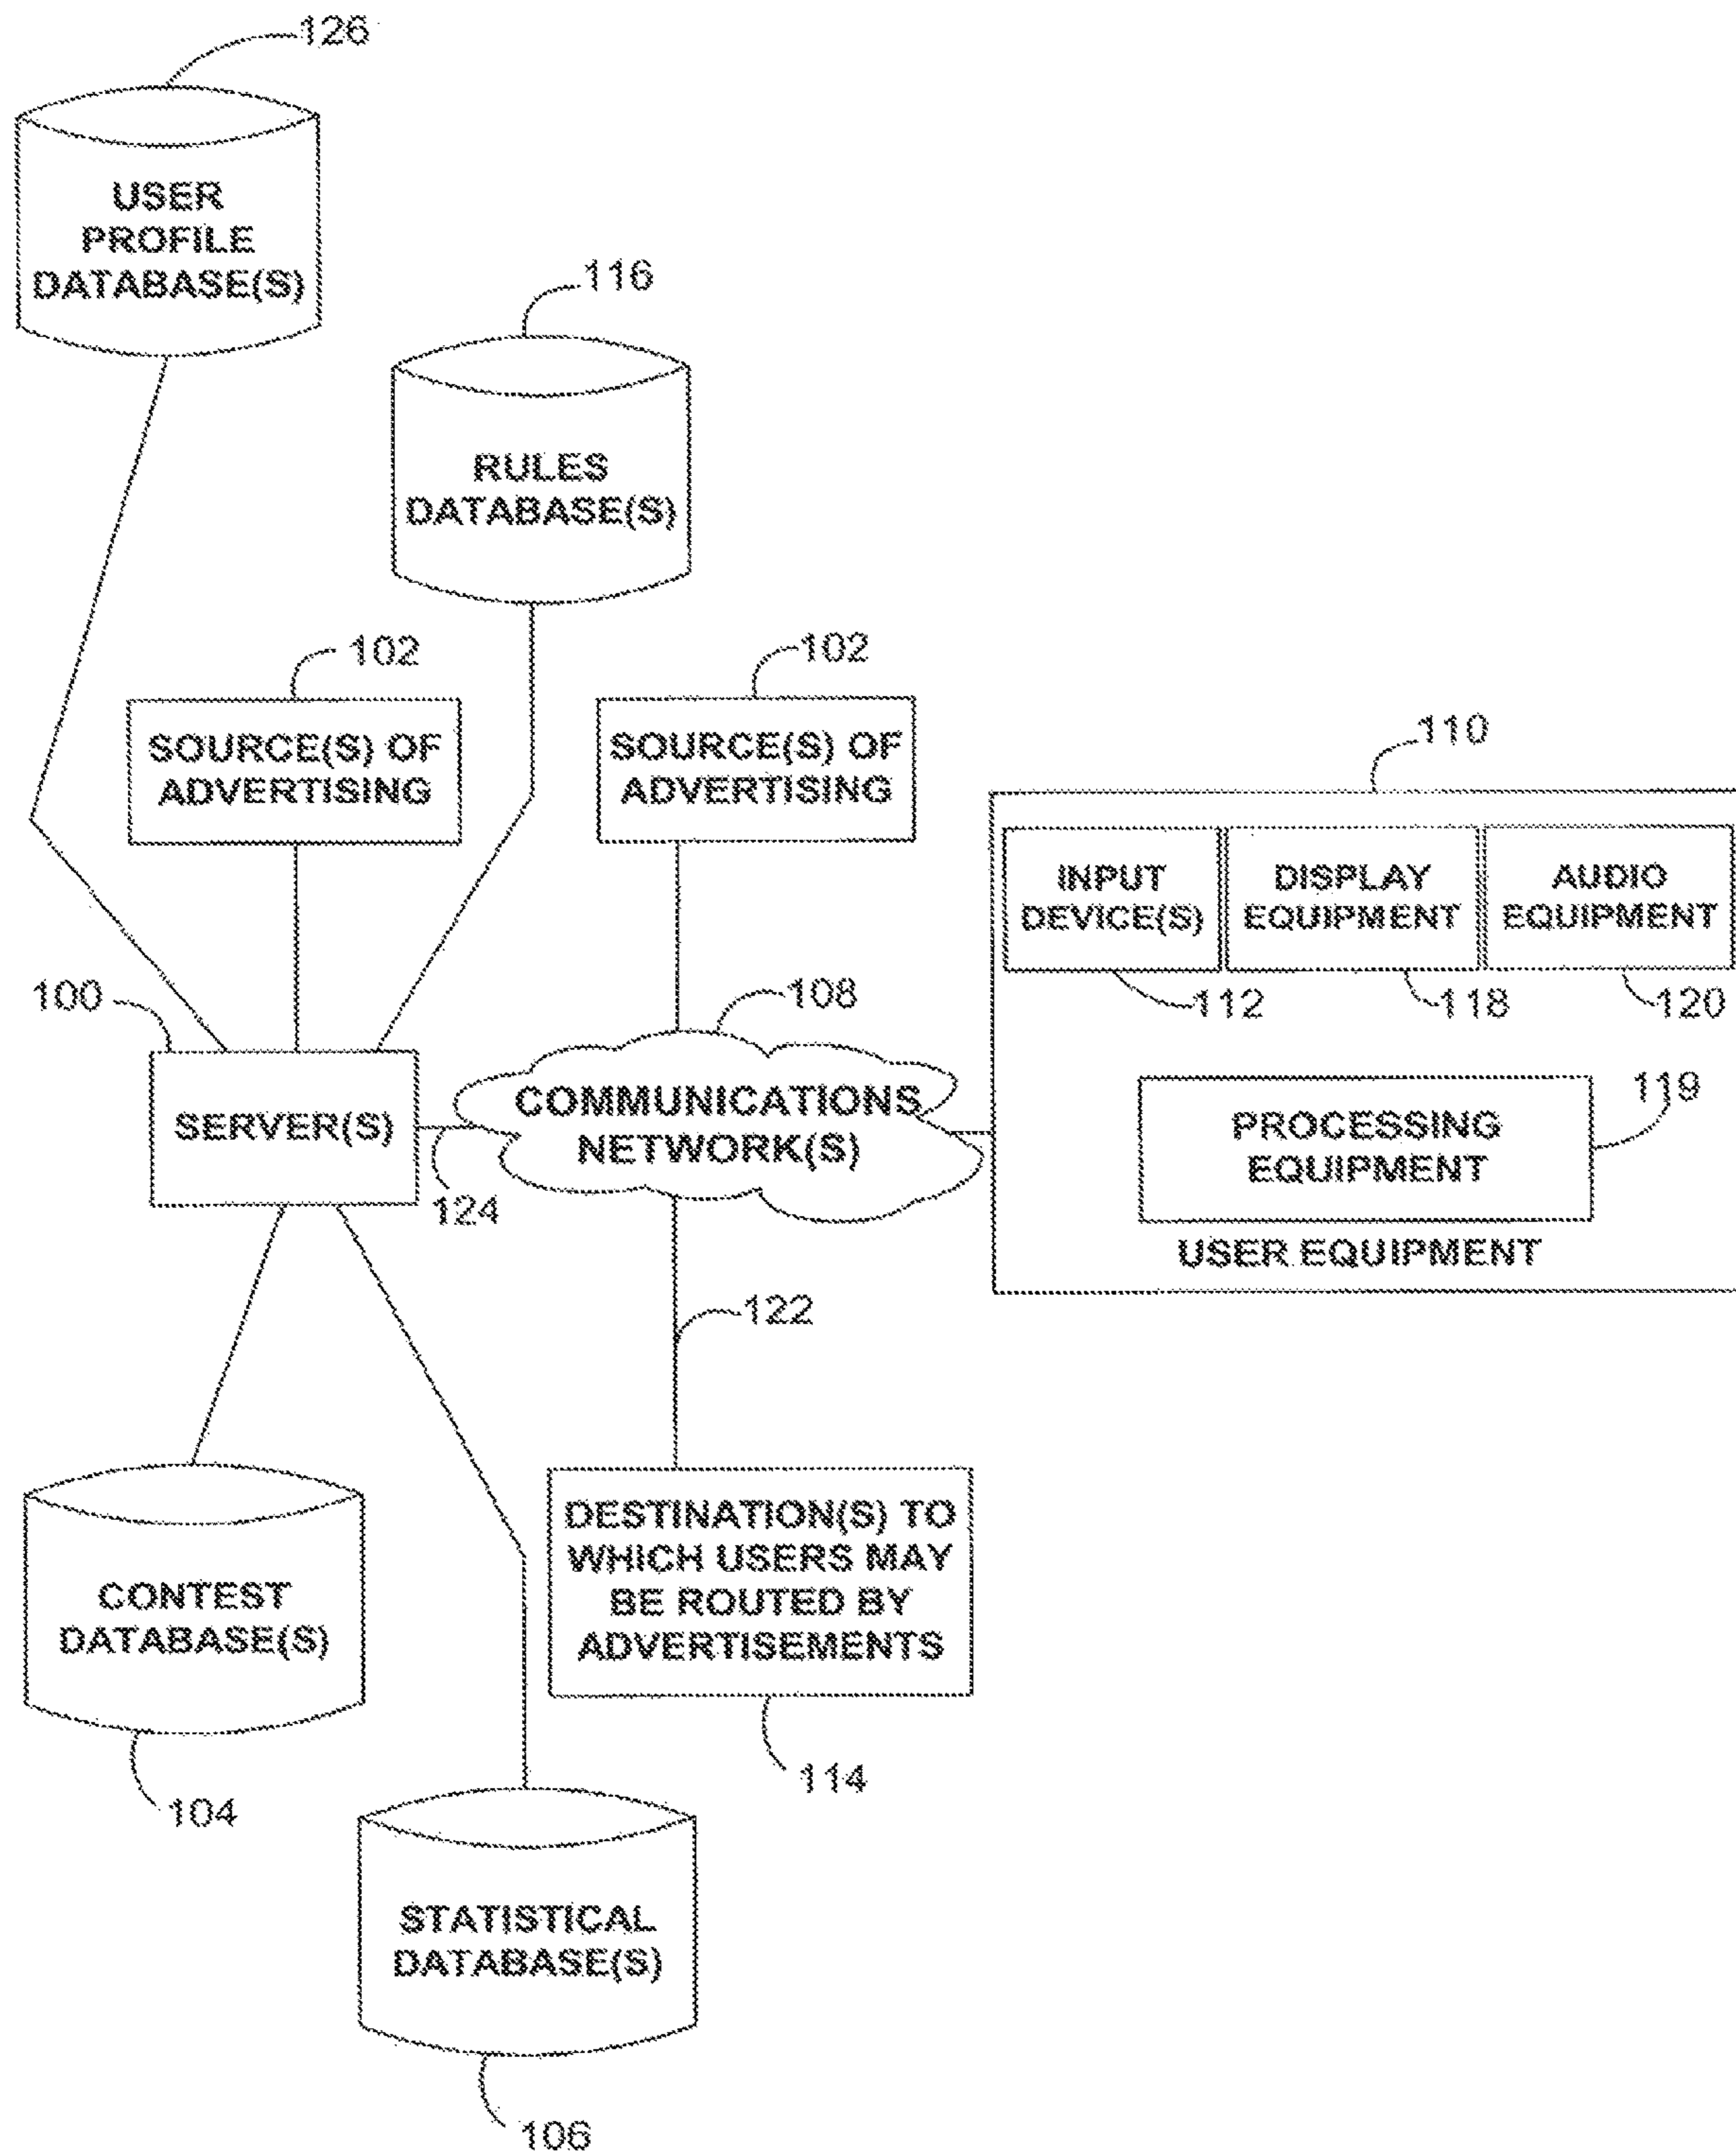 126
USER
PROFILE
DATABASE(S)
116
RULES
DATABASE(S)
102
SOURCE(S) OF
ADVERTISING
102
SOURCE(S) OF
ADVERTISING
110
INPUT
DEVICE(S)
DISPLAY
EQUIPMENT
AUDIO
EQUIPMENT
112
118
120
100
SERVER(S)
108
COMMUNICATIONS
NETWORK(S)
124
119
PROCESSING
EQUIPMENT
USER EQUIPMENT
122
CONTEST
DATABASE(S)
104
DESTINATION(S) TO
WHICH USERS MAY
BE ROUTED BY
ADVERTISEMENTS
114
STATISTICAL
DATABASE(S)
106